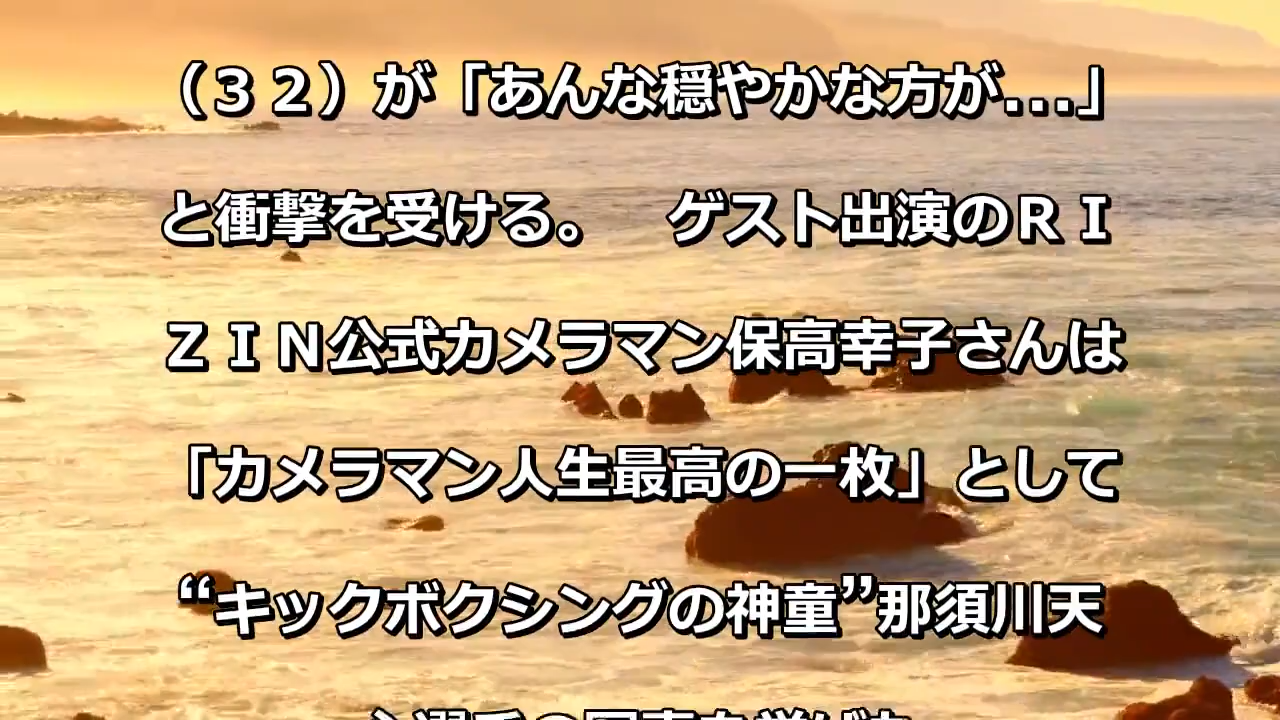 （３２）が「あんな穏やかな方が...」
と衝撃を受ける。　ゲスト出演のＲＩ
ＺＩＮ公式カメラマン保高幸子さんは
「カメラマン人生最高の一枚」として
“キックボクシングの神童”那須川天